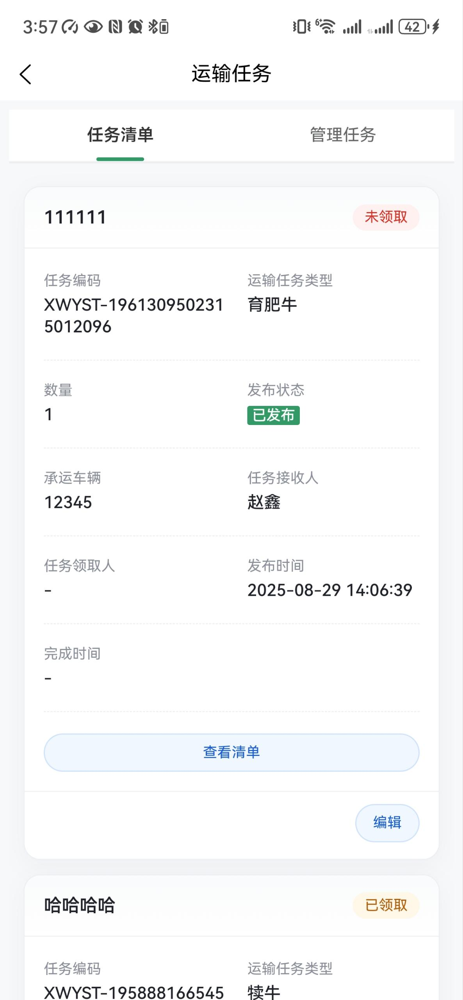 3:57
6+
42
运输任务
任务清单
管理任务
111111
未领取
任务编码
运输任务类型
XWYST-196130950231
5012096
育肥牛
数量
发布状态
1
已发布
承运车辆
任务接收人
12345
赵鑫
任务领取人
发布时间
-
2025-08-29 14:06:39
完成时间
-
查看清单
编辑
哈哈哈哈
已领取
任务编码
运输任务类型
XWYST-195888166545
犊牛